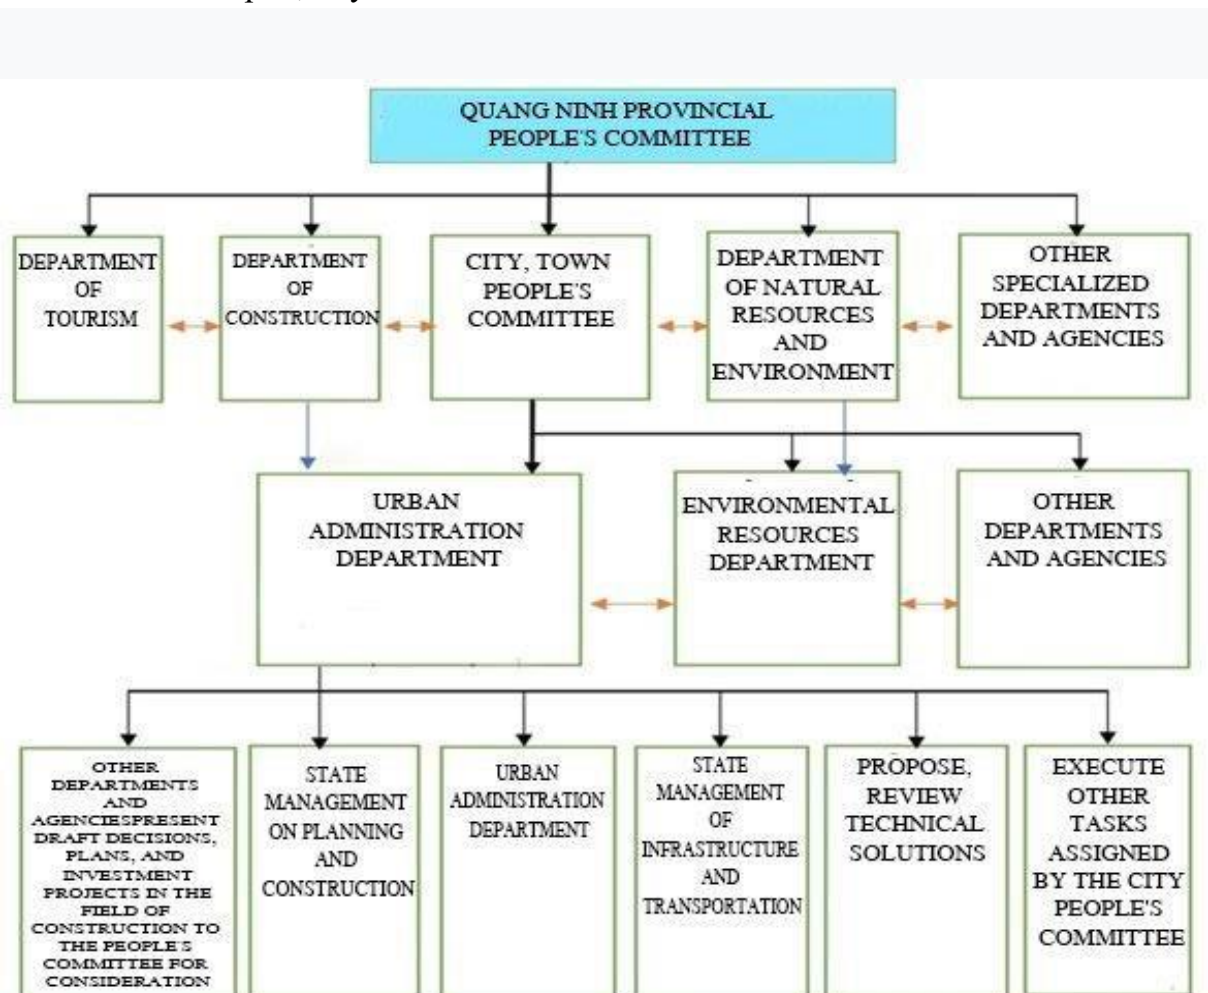 QUANG NINH PROVINCIAL
PEOPLE'S COMMITTEE
DEPARTMENT
OF
TOURISM
DEPARTMENT
OF
CONSTRUCTION
CITY, TOWN
PEOPLE'S
COMMITTEE
DEPARTMENT
OF NATURAL
RESOURCES
AND
ENVIRONMENT
OTHER
SPECIALIZED
DEPARTMENTS
AND AGENCIES
URBAN
ADMINISTRATION
DEPARTMENT
ENVIRONMENTAL
RESOURCES
DEPARTMENT
OTHER
DEPARTMENTS
AND AGENCIES
OTHER
DEPARTMENTS
AND
AGENCIESPRESENT
DRAFT DECISIONS,
PLANS, AND
INVESTMENT
PROJECTS IN THE
FIELD OF
CONSTRUCTION TO
THE PEOPLE'S
COMMITTEE FOR
CONSIDERATION
STATE
MANAGEMENT
ON PLANNING
AND
CONSTRUCTION
URBAN
ADMINISTRATION
DEPARTMENT
STATE
MANAGEMENT
OF
INFRASTRUCTURE
AND
TRANSPORTATION
PROPOSE,
REVIEW
TECHNICAL
SOLUTIONS
EXECUTE
OTHER
TASKS
ASSIGNED
BY THE CITY
PEOPLE'S
COMMITTEE